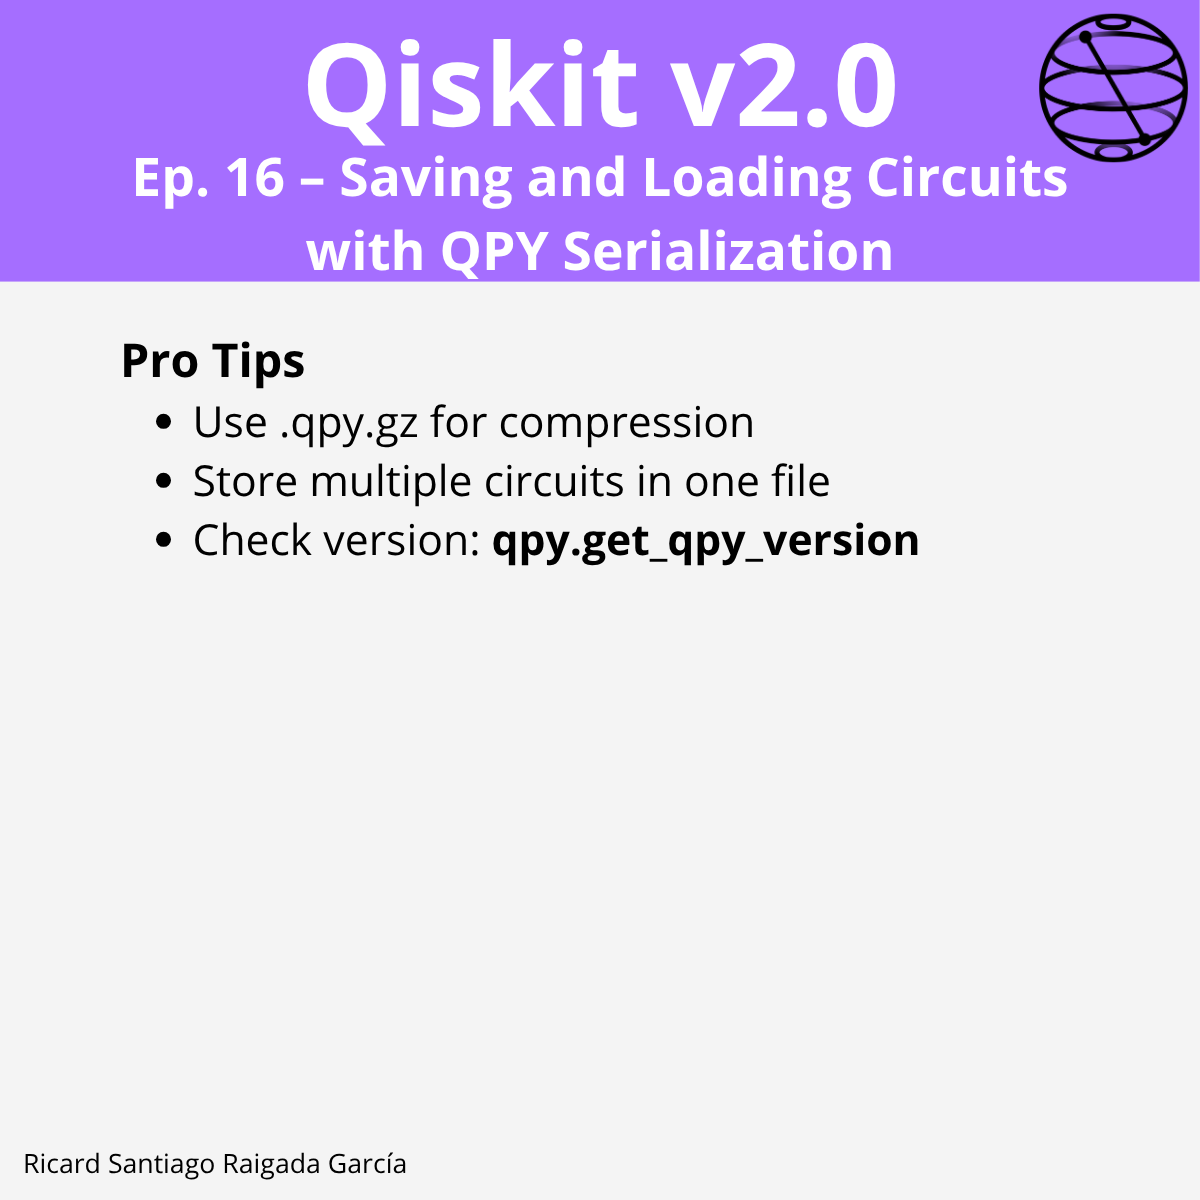 Qiskit v2.0
Ep. 16 – Saving and Loading Circuits
with QPY Serialization
Pro Tips
• Use .qpy.gz for compression
• Store multiple circuits in one file
• Check version: qpy.get_qpy_version
Ricard Santiago Raigada García